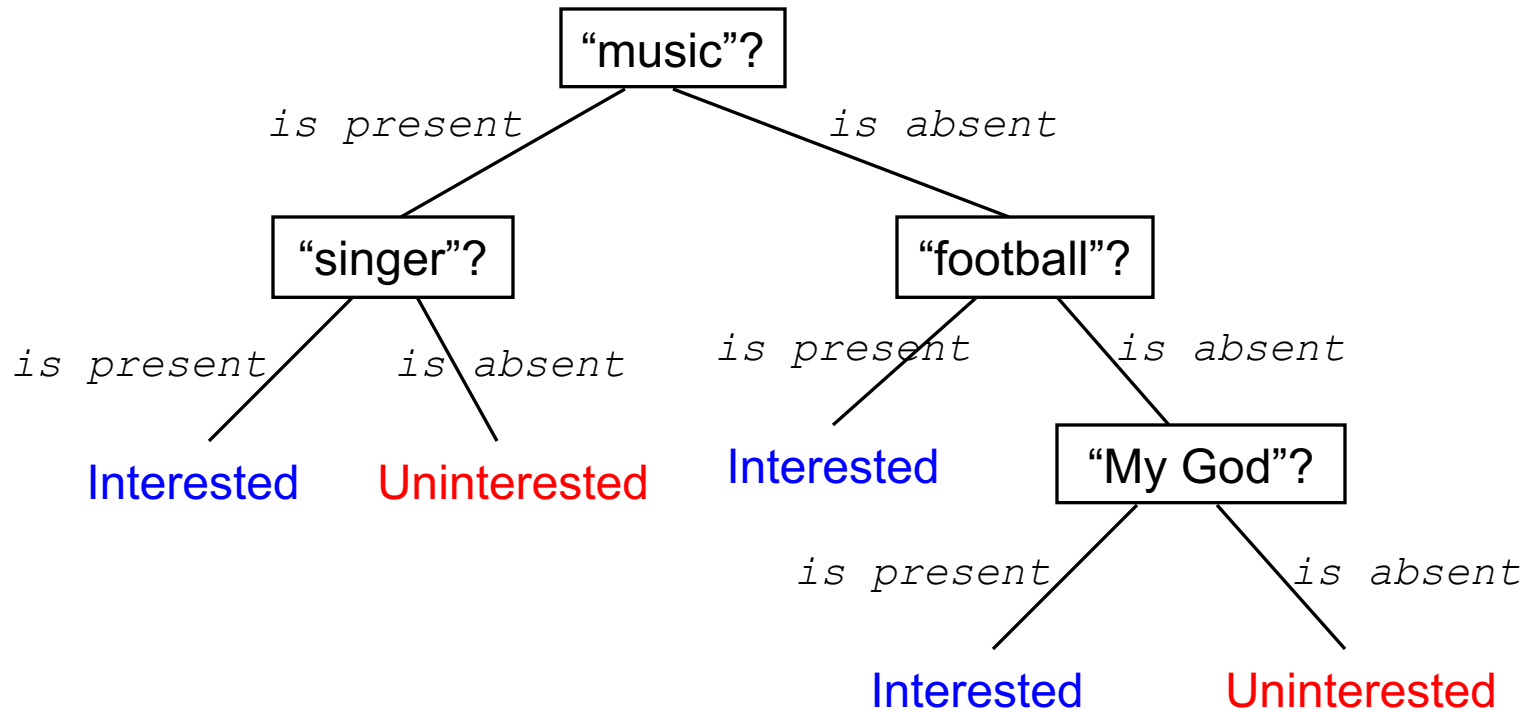 “music”?
is present
is absent
“singer”?
“football”?
is present
is absent
is present
is absent
Interested
Uninterested
Interested
“My God”?
is present
is absent
Interested
Uninterested